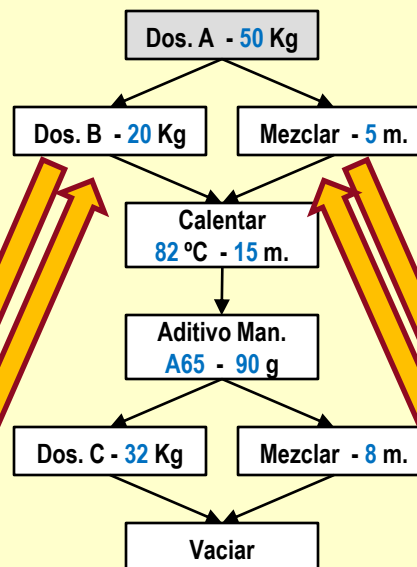 Dos. A - 50 Kg
Dos. B - 20 Kg
Mezclar - 5 m.
Calentar
82 ºC - 15 m.
Aditivo Man.
A65 - 90 g
Dos. C - 32 Kg
Mezclar - 8 m.
Vaciar